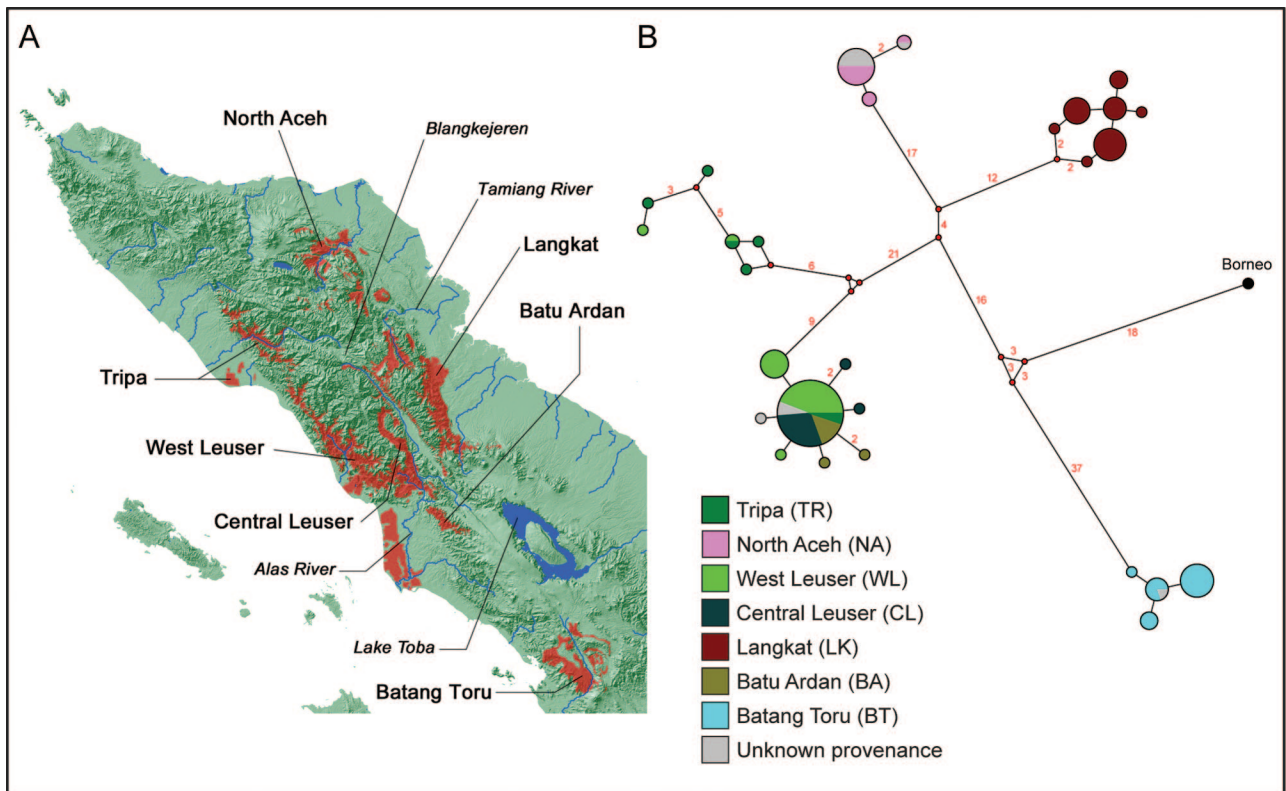 A
North Aceh
Blangkejeren
Tamiang River
Langkat
Batu Ardan
Tripa
West Leuser
Central Leuser
Alas River
Lake Toba
Batang Toru
B
2
17
12
2
2
3
5
4
6
21
9
16
Borneo
18
3
3
3
2
2
37
Tripa (TR)
North Aceh (NA)
West Leuser (WL)
Central Leuser (CL)
Langkat (LK)
Batu Ardan (BA)
Batang Toru (BT)
Unknown provenance